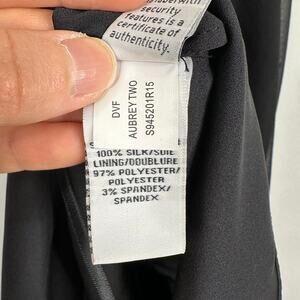 security
features is a
certificate of
authenticity.
DVF
AUBREY TWO
S945201R15
100% SILK/SOIE
LINING/DOUBLURE
97% POLYESTER/
POLYESTER
3% SPANDEX/
SPANDEX